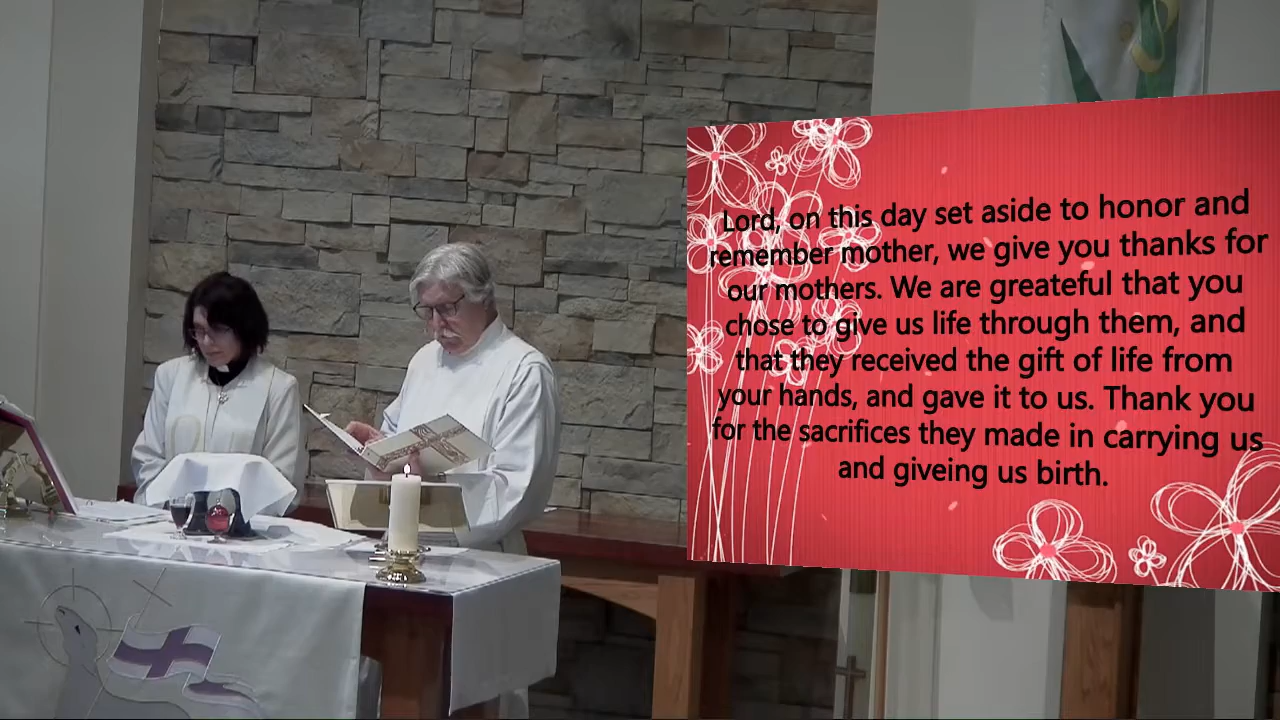 Lord, on this day set aside to honor and
remember mother, we give you thanks for
our mothers. We are greateful that you
chose to give us life through them, and
that they received the gift of life from
your hands, and gave it to us. Thank you
for the sacrifices they made in carrying us
and giveing us birth.